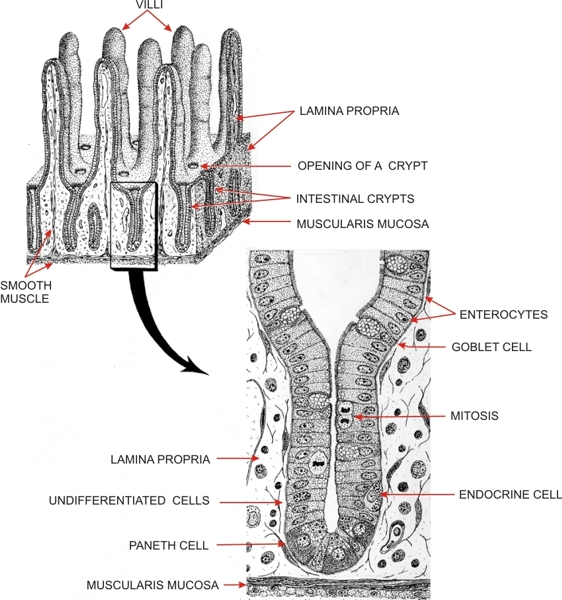 VILLI
LAMINA PROPRIA
OPENING OF A CRYPT
INTESTINAL CRYPTS
MUSCULARIS MUCOSA
SMOOTH
MUSCLE
ENTEROCYTES
GOBLET CELL
MITOSIS
LAMINA PROPRIA
UNDIFFERENTIATED CELLS
ENDOCRINE CELL
PANETH CELL
MUSCULARIS MUCOSA